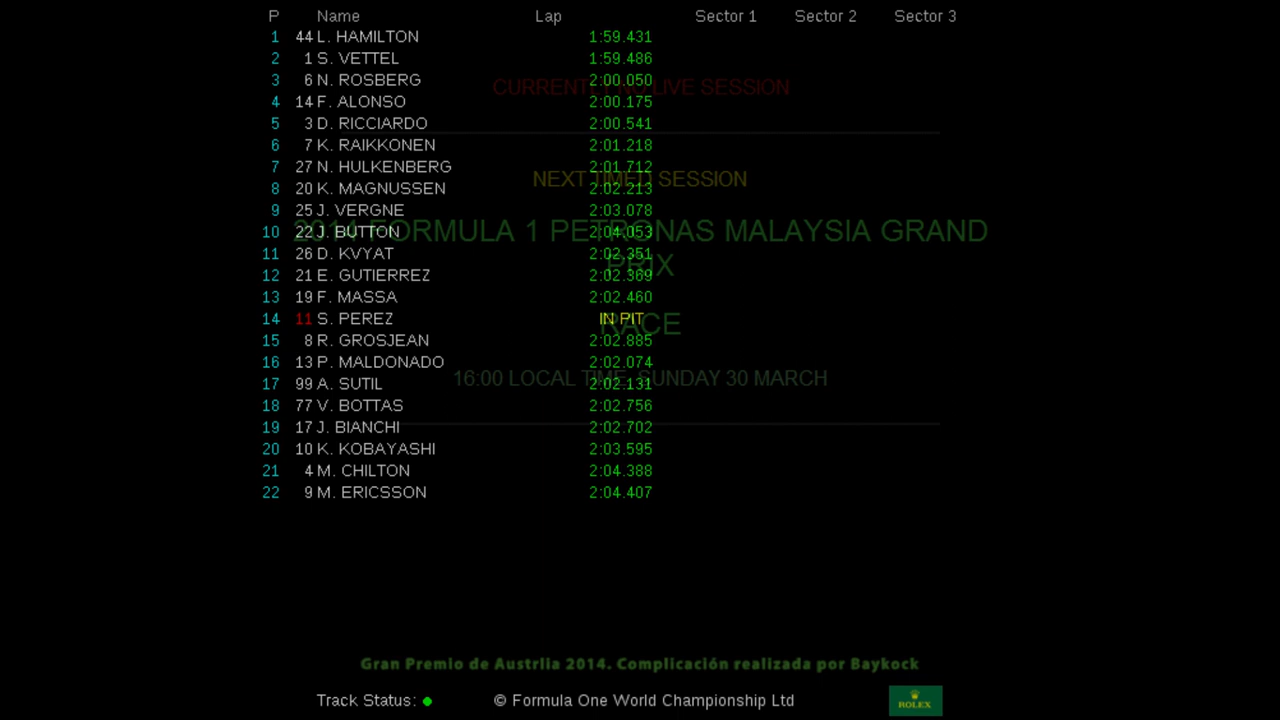 P Name Lap Sector 1 Sector 2 Sector 3
1 44 L. HAMILTON 1:59.431
2 1 S. VETTEL 1:59.486
3 6 N. ROSBERG 2:00.050
CURRENTLY NO LIVE SESSION
4 14 F. ALONSO 2:00.175
5 3 D. RICCIARDO 2:00.541
6 7 K. RAIKKONEN 2:01.218
7 27 N. HULKENBERG 2:01.712
NEXT TIMED SESSION
8 20 K. MAGNUSSEN 2:02.213
9 25 J. VERGNE 2:03.078
10 22 J. BUTTON 2:04.053
2014 FORMULA 1 PETRONAS MALAYSIA GRAND
11 26 D. KVYAT 2:02.351
PRIX
12 21 E. GUTIERREZ 2:02.369
13 19 F. MASSA 2:02.460
14 11 S. PEREZ IN PIT
RACE
15 8 R. GROSJEAN 2:02.885
16 13 P. MALDONADO 2:02.074
16:00 LOCAL TIME, SUNDAY 30 MARCH
17 99 A. SUTIL 2:02.131
18 77 V. BOTTAS 2:02.756
19 17 J. BIANCHI 2:02.702
20 10 K. KOBAYASHI 2:03.595
21 4 M. CHILTON 2:04.388
22 9 M. ERICSSON 2:04.407
Gran Premio de Austrlia 2014. Complicación realizada por Baykock
Track Status: © Formula One World Championship Ltd ROLEX